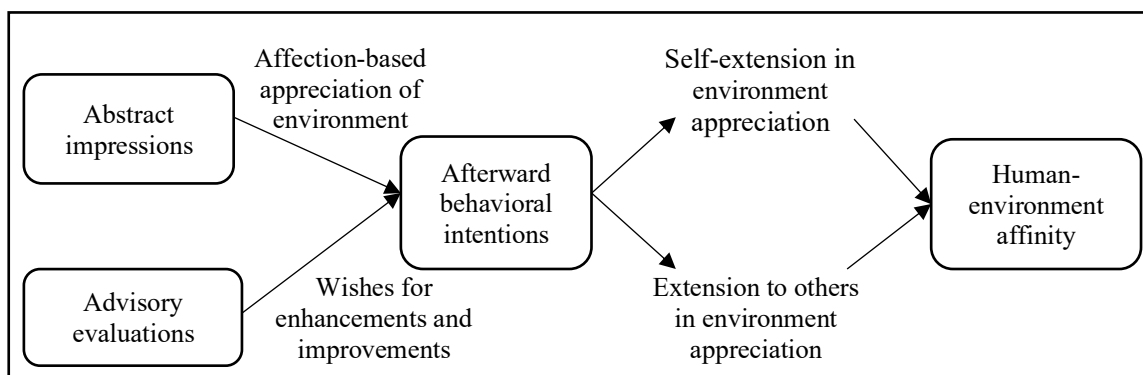 Abstract
impressions
Affection-based
appreciation of
environment
Advisory
evaluations
Wishes for
enhancements and
improvements
Afterward
behavioral
intentions
Self-extension in
environment
appreciation
Extension to others
in environment
appreciation
Human-
environment
affinity